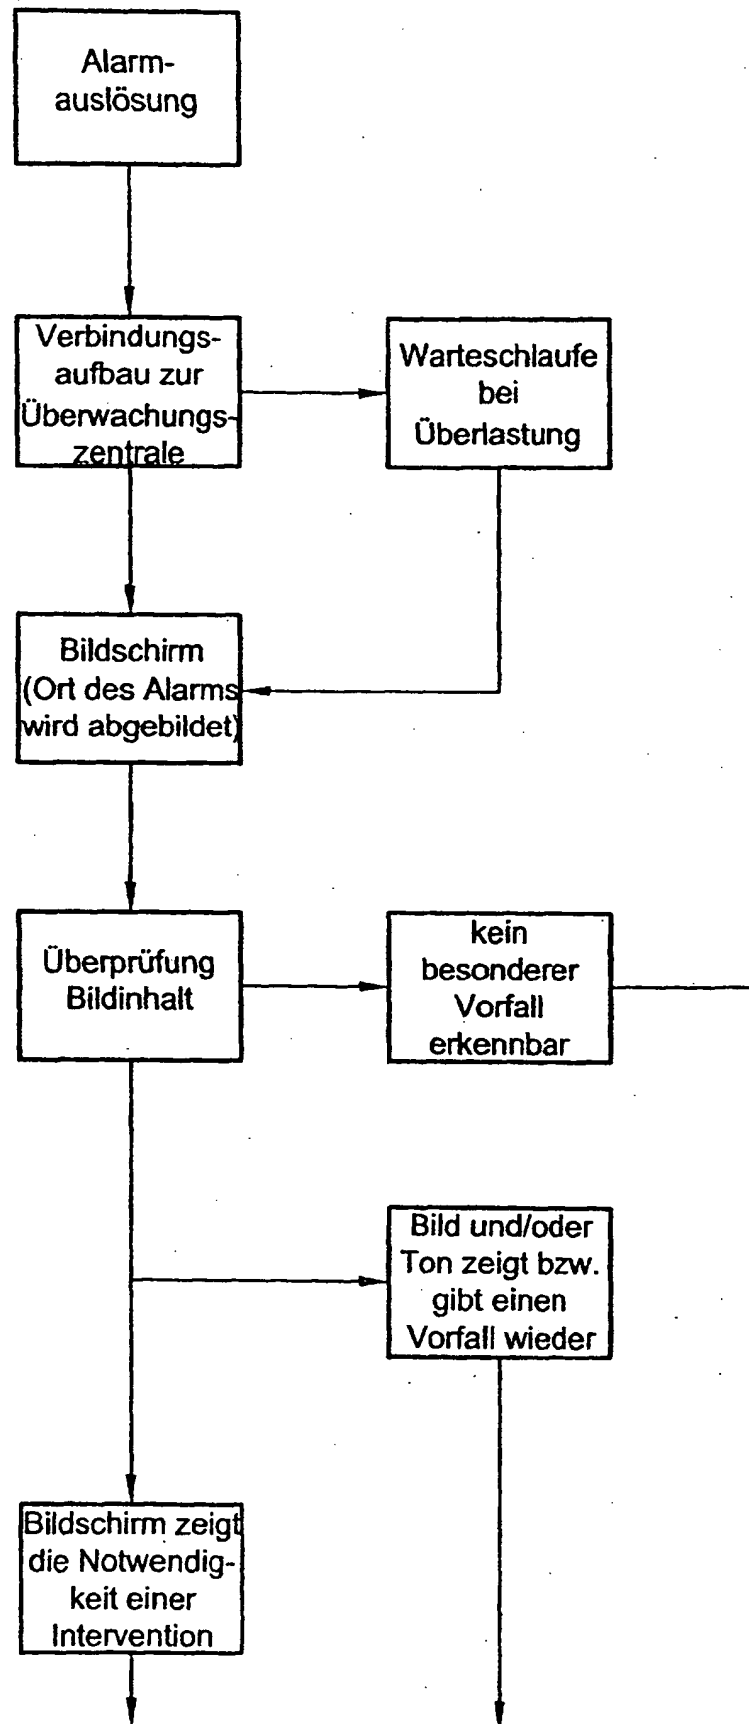 Alarm-
auslösung
Verbindungs-
aufbau zur
Überwachungs-
zentrale
Warteschlaufe
bei
Überlastung
Bildschirm
(Ort des Alarms
wird abgebildet)
Überprüfung
Bildinhalt
kein
besonderer
Vorfall
erkennbar
Bild und/oder
Ton zeigt bzw.
gibt einen
Vorfall wieder
Bildschirm zeigt
die Notwendig-
keit einer
Intervention